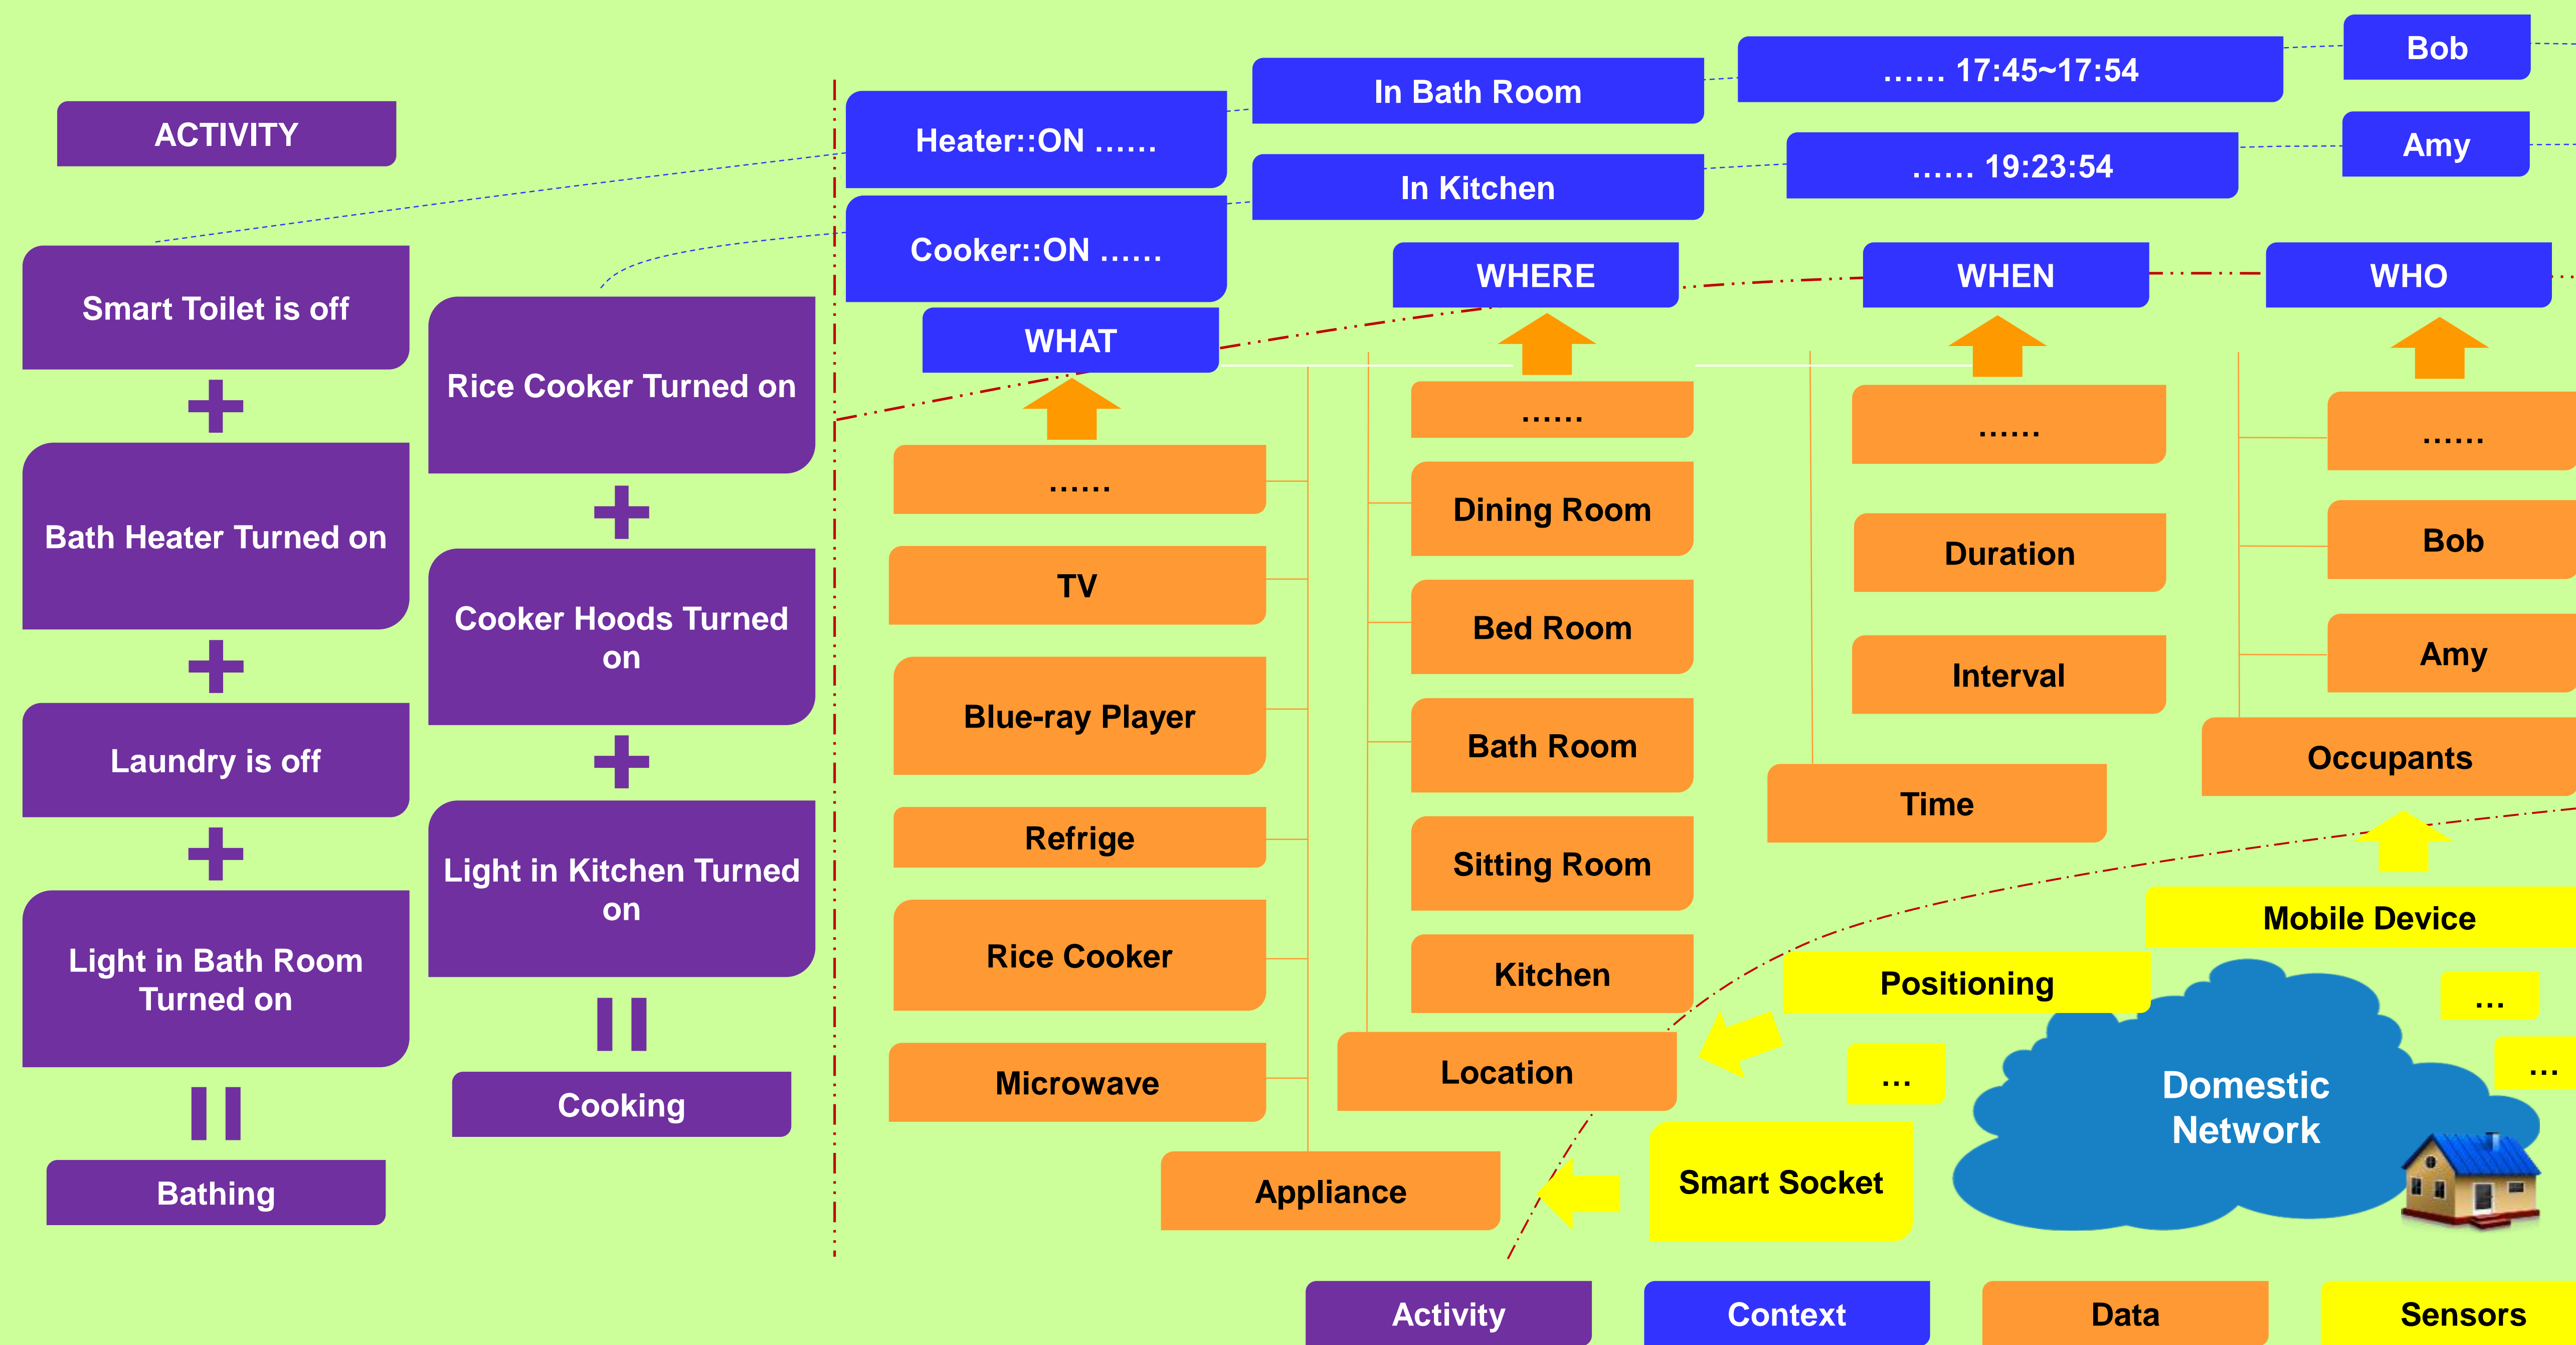 ACTIVITY
Smart Toilet is off
Bath Heater Turned on
Laundry is off
Light in Bath Room
Turned on
Bathing
Rice Cooker Turned on
Cooker Hoods Turned
on
Light in Kitchen Turned
on
Cooking
Heater::ON ……
In Bath Room
…… 17:45~17:54
Bob
Cooker::ON ……
In Kitchen
…… 19:23:54
Amy
WHAT
WHERE
WHEN
WHO
……
TV
Blue-ray Player
Refrige
Rice Cooker
Microwave
Appliance
……
Dining Room
Bed Room
Bath Room
Sitting Room
Kitchen
Location
……
Duration
Interval
Time
……
Bob
Amy
Occupants
Mobile Device
Positioning
…
…
…
Smart Socket
Domestic
Network
Activity
Context
Data
Sensors